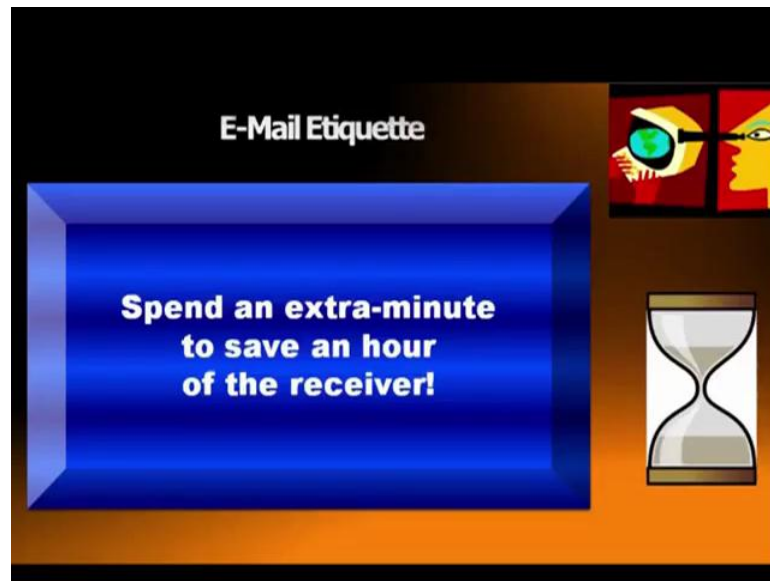 E-Mail Etiquette
Spend an extra-minute
to save an hour
of the receiver!